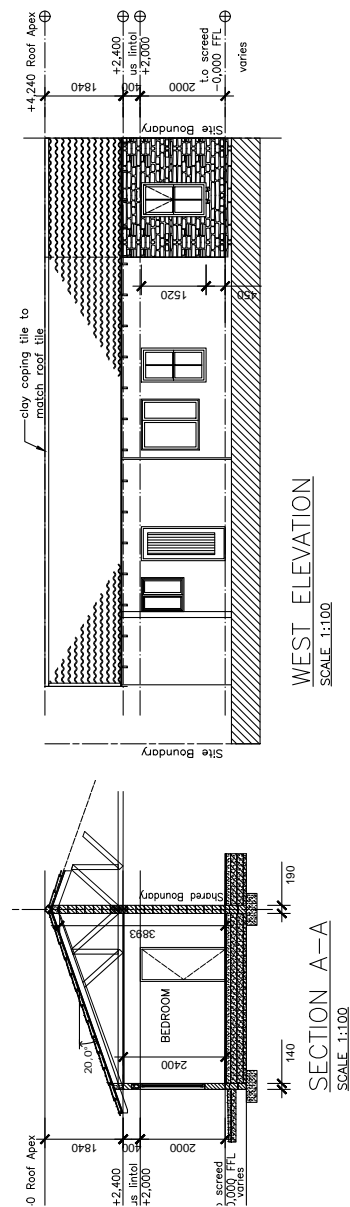 +4,240 Roof Apex
1840
+2,400
400
us lintol
+2,000
2000
t.o screed
-0,000 FFL
varies
Site Boundary
clay coping tile to
match roof tile
1520
450
Site Boundary
WEST ELEVATION
SCALE 1:100
Shared Boundary
190
3893
BEDROOM
20,0°
2400
140
0 Roof Apex
1840
+2,400
400
us lintol
+2,000
2000
.o screed
0,000 FFL
varies
SECTION A-A
SCALE 1:100